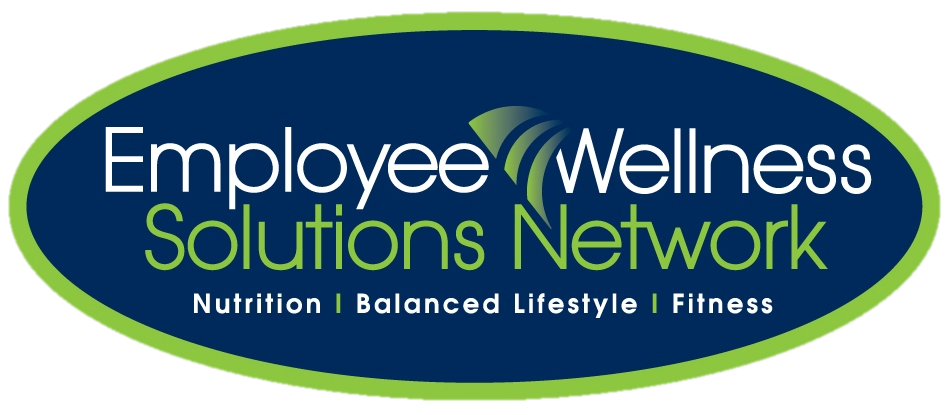 Employee Wellness
Solutions Network
Nutrition | Balanced Lifestyle | Fitness